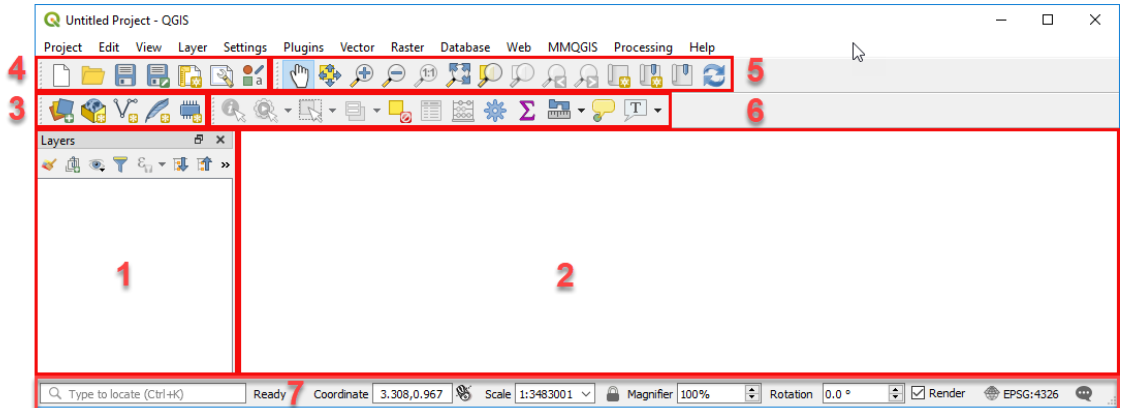 Untitled Project - QGIS
Project Edit View Layer Settings Plugins Vector Raster Database Web MMQGIS Processing Help
4
5
3
6
Layers
1
2
Type to locate (Ctrl+K) Ready 7 Coordinate 3.308,0.967 Scale 1:3483001 Magnifier 100% Rotation 0.0 ° Render EPSG:4326